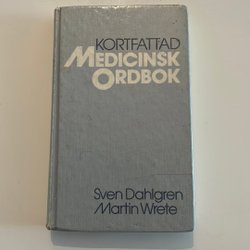 KORTFATTAD
MEDICINSK
ORDBOK
Sven Dahlgren
Martin Wrete